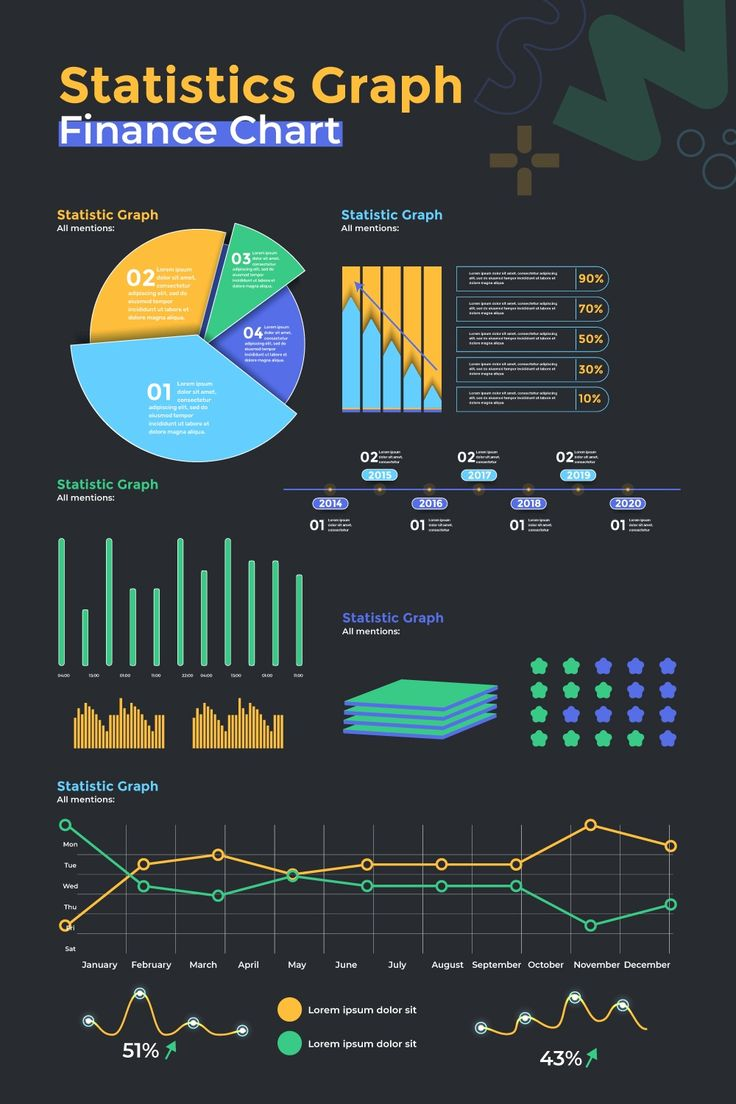 Statistics Graph
Finance Chart
Statistic Graph
All mentions:
02
Lorem ipsum
dolor si amet,
consectetur
adipiscing elit, sed do
eiusmod tempor
incididunt ut labore et
dolore magna aliqua.
03
Lorem ipsum
dolor si amet,
consectetur
adipiscing elit, sed do
eiusmod tempor
incididunt ut labore et
dolore magna aliqua.
04
Lorem ipsum
dolor si amet,
consectetur
adipiscing elit, sed do
eiusmod tempor
incididunt ut labore et
dolore magna aliqua.
01
Lorem ipsum
dolor si amet,
consectetur
adipiscing elit, sed do
eiusmod tempor
incididunt ut labore et
dolore magna aliqua.
Statistic Graph
All mentions:
Lorem ipsum dolor sit amet, consectetur adipiscing
elit, sed do eiusmod tempor incididunt ut labore et
dolore magna aliqua.
90%
Lorem ipsum dolor sit amet, consectetur adipiscing
elit, sed do eiusmod tempor incididunt ut labore et
dolore magna aliqua.
70%
Lorem ipsum dolor sit amet, consectetur adipiscing
elit, sed do eiusmod tempor incididunt ut labore et
dolore magna aliqua.
50%
Lorem ipsum dolor sit amet, consectetur adipiscing
elit, sed do eiusmod tempor incididunt ut labore et
dolore magna aliqua.
30%
Lorem ipsum dolor sit amet, consectetur adipiscing
elit, sed do eiusmod tempor incididunt ut labore et
dolore magna aliqua.
10%
02 Lorem ipsum
dolor sit amet,
consectetur
2015
02 Lorem ipsum
dolor sit amet,
consectetur
2017
02 Lorem ipsum
dolor sit amet,
consectetur
2019
2014
01 Lorem ipsum
dolor sit amet,
consectetur
2016
01 Lorem ipsum
dolor sit amet,
consectetur
2018
01 Lorem ipsum
dolor sit amet,
consectetur
2020
01 Lorem ipsum
dolor sit amet,
consectetur
Statistic Graph
All mentions:
04:00 15:00 01:00 11:00 22:00 04:00 15:00 01:00 11:00
Statistic Graph
All mentions:
Statistic Graph
All mentions:
Mon
Tue
Wed
Thu
Fri
Sat
January February March April May June July August September October November December
51%
Lorem ipsum dolor sit
Lorem ipsum dolor sit
43%